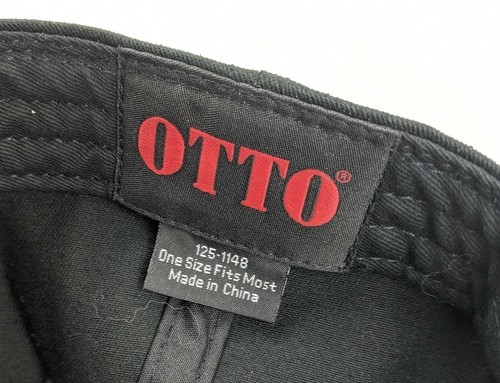 OTTO®
125-1148
One Size Fits Most
Made in China